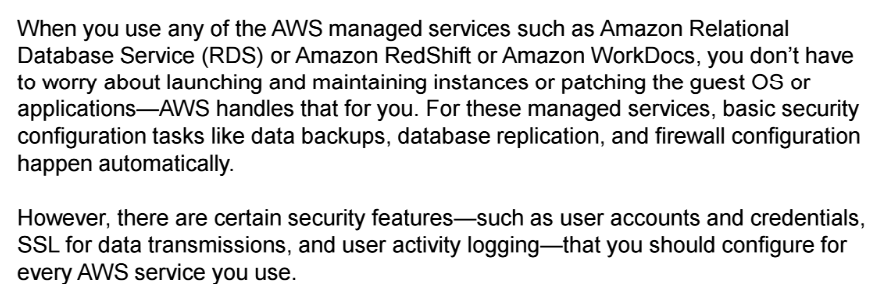 When you use any of the AWS managed services such as Amazon Relational
Database Service (RDS) or Amazon RedShift or Amazon WorkDocs, you don’t have
to worry about launching and maintaining instances or patching the guest OS or
applications—AWS handles that for you. For these managed services, basic security
configuration tasks like data backups, database replication, and firewall configuration
happen automatically.
However, there are certain security features—such as user accounts and credentials,
SSL for data transmissions, and user activity logging—that you should configure for
every AWS service you use.